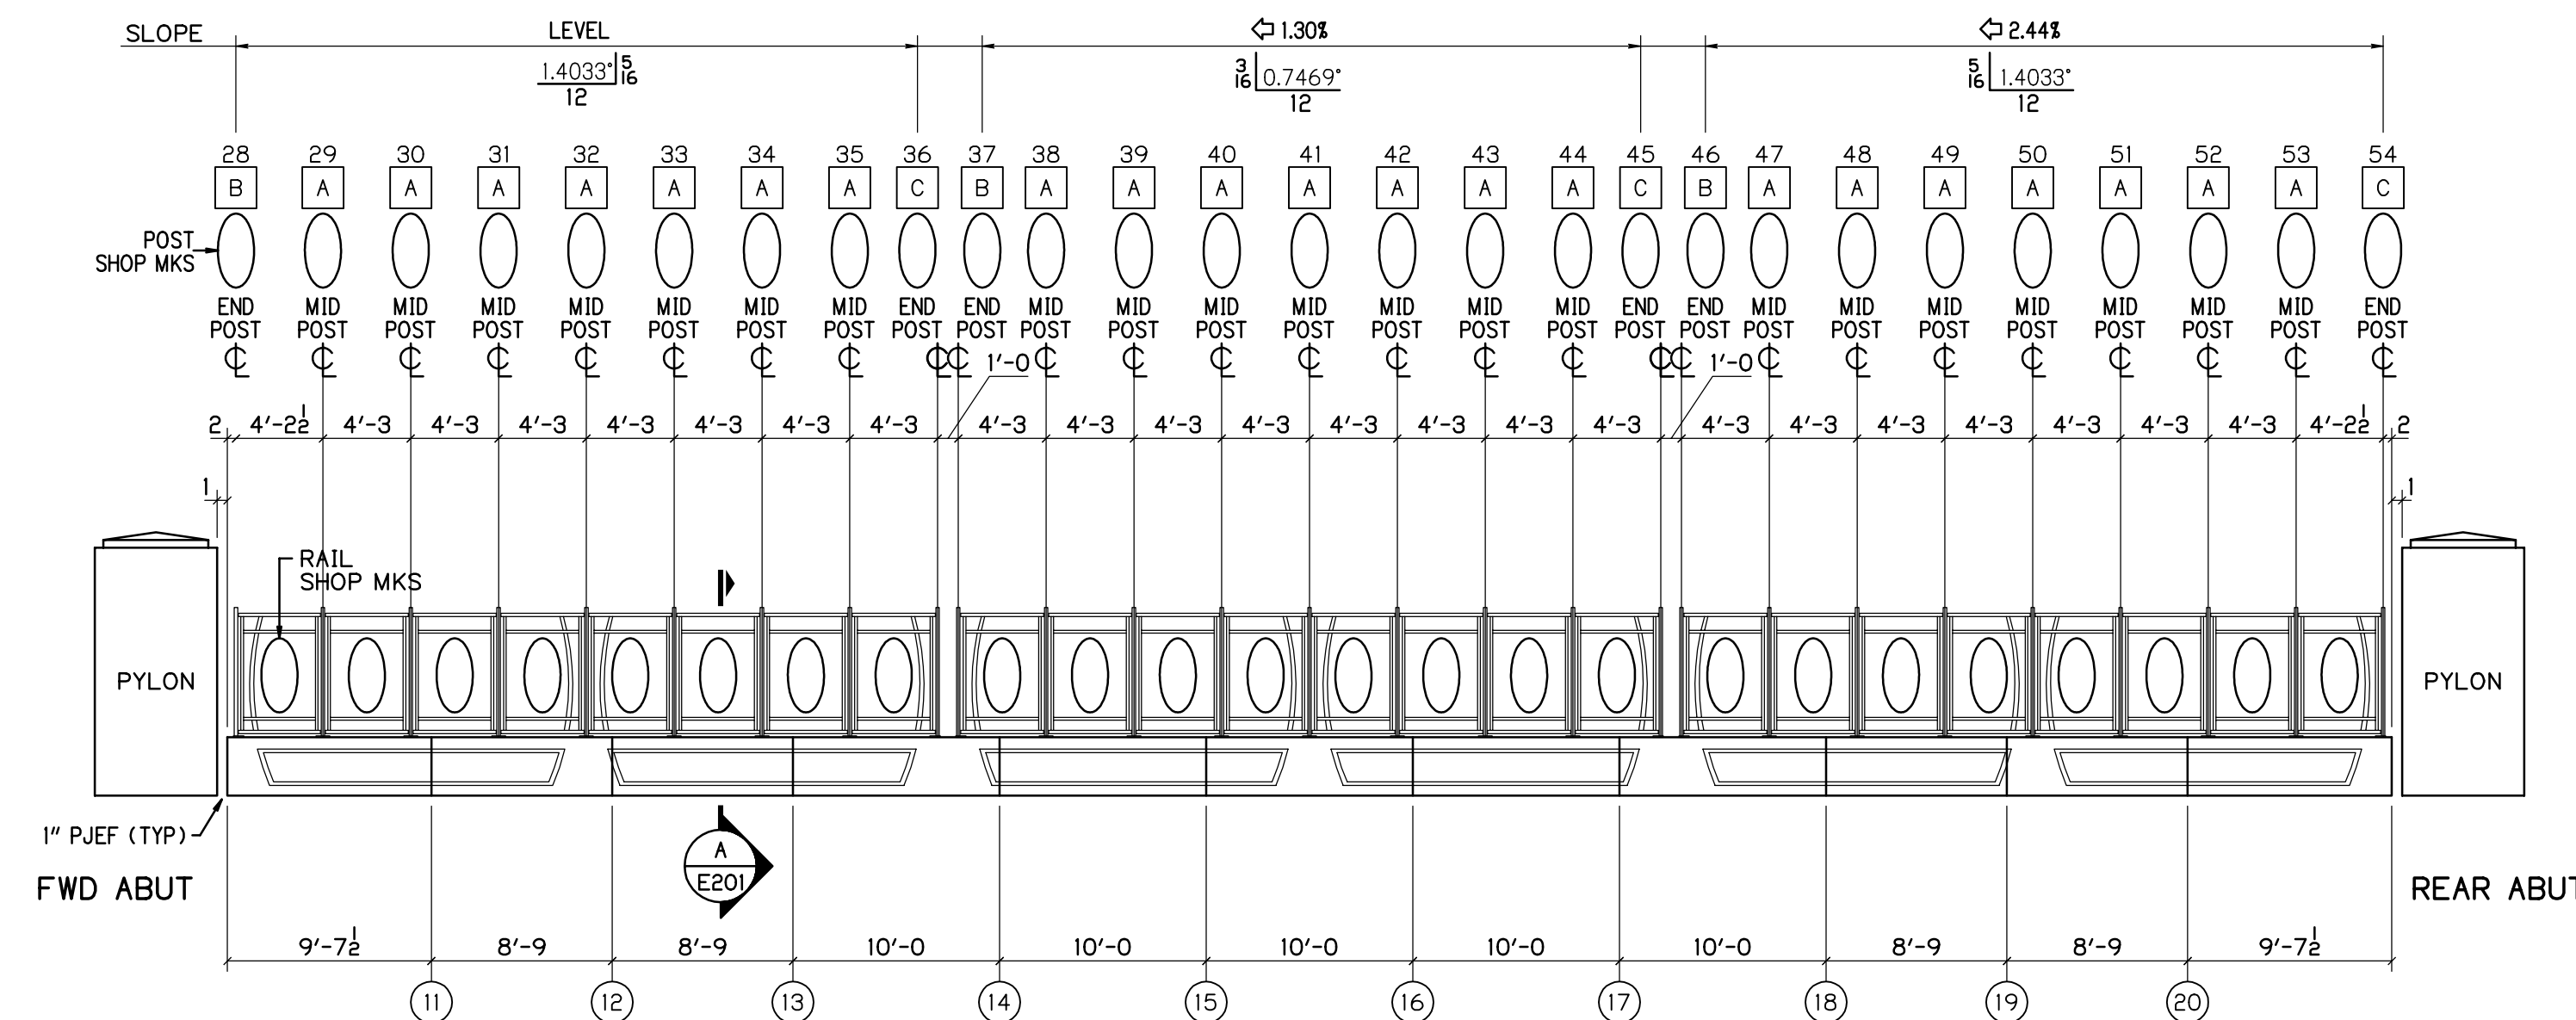 SLOPE LEVEL ⇦ 1.30% ⇦ 2.44%
1.4033° 5/16 3/16 0.7469° 5/16 1.4033°
12 12 12
28 29 30 31 32 33 34 35 36 37 38 39 40 41 42 43 44 45 46 47 48 49 50 51 52 53 54
B A A A A A A A C B A A A A A A A C B A A A A A A A C
POST
SHOP MKS
END MID MID MID MID MID MID MID END END MID MID MID MID MID MID MID END END MID MID MID MID MID MID MID END
POST POST POST POST POST POST POST POST POST POST POST POST POST POST POST POST POST POST POST POST POST POST POST POST POST POST POST
℄ ℄ ℄ ℄ ℄ ℄ ℄ ℄ ℄ ℄ ℄ ℄ ℄ ℄ ℄ ℄ ℄ ℄ ℄ ℄ ℄ ℄ ℄ ℄ ℄ ℄ ℄
1'-0 1'-0
2 4'-2 1/2 4'-3 4'-3 4'-3 4'-3 4'-3 4'-3 4'-3 4'-3 4'-3 4'-3 4'-3 4'-3 4'-3 4'-3 4'-3 4'-3 4'-3 4'-3 4'-3 4'-3 4'-3 4'-3 4'-2 1/2 2
1 1
RAIL
SHOP MKS
PYLON PYLON
1" PJEF (TYP)
A
E201
FWD ABUT REAR ABUT
9'-7 1/2 8'-9 8'-9 10'-0 10'-0 10'-0 10'-0 10'-0 8'-9 8'-9 9'-7 1/2
11 12 13 14 15 16 17 18 19 20